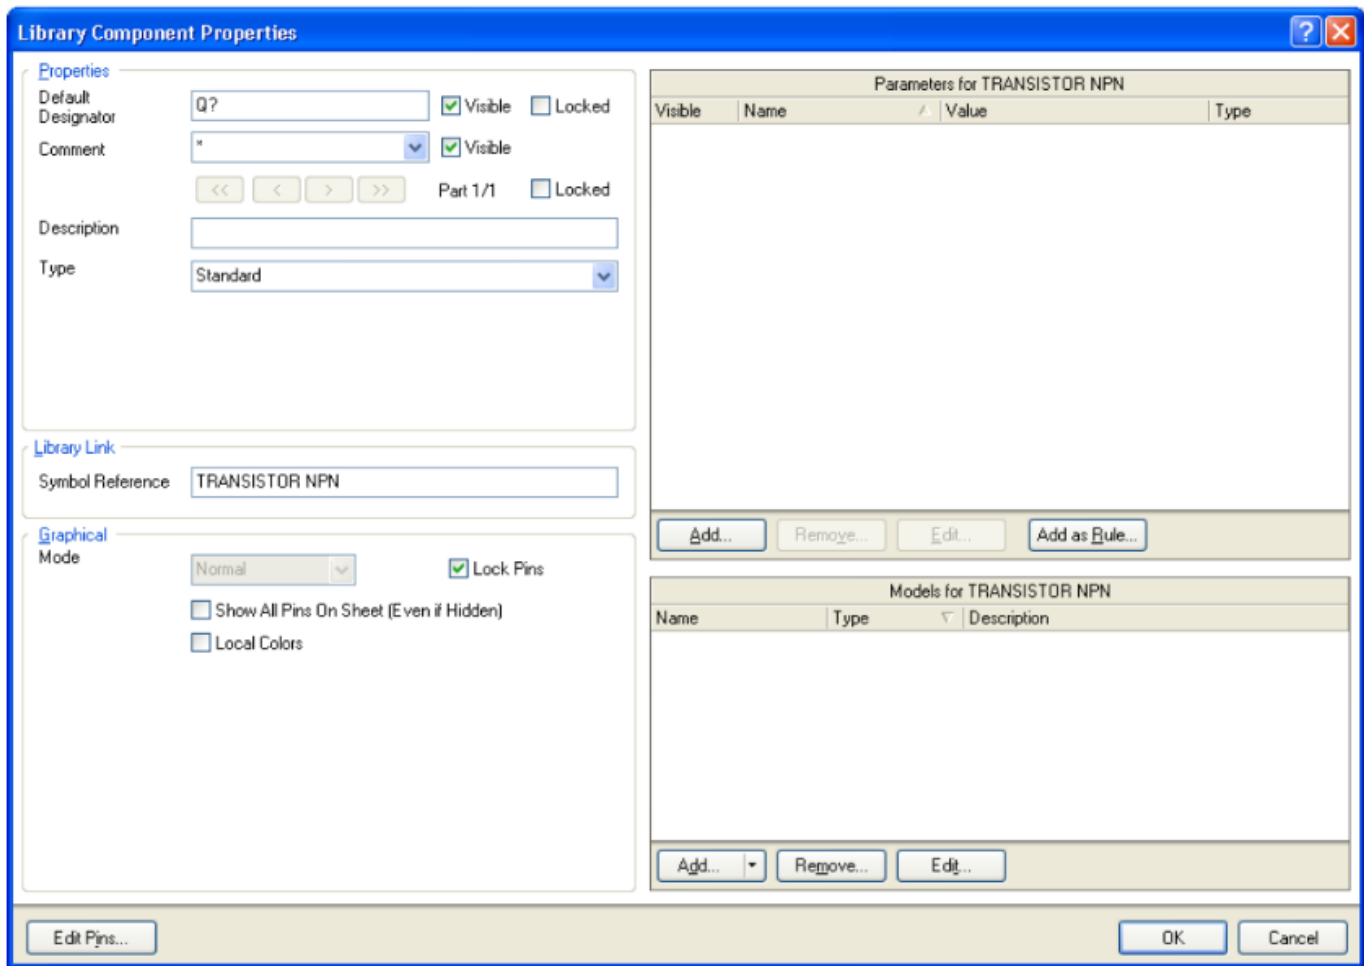 Library Component Properties
Properties
Default Designator
Q?
Visible
Locked
Comment
*
Visible
<<
<
>
>>
Part 1/1
Locked
Description
Type
Standard
Library Link
Symbol Reference
TRANSISTOR NPN
Graphical
Mode
Normal
Lock Pins
Show All Pins On Sheet (Even if Hidden)
Local Colors
Parameters for TRANSISTOR NPN
Visible
Name
Value
Type
Add...
Remove...
Edit...
Add as Rule...
Models for TRANSISTOR NPN
Name
Type
Description
Add...
Remove...
Edit...
Edit Pins...
OK
Cancel